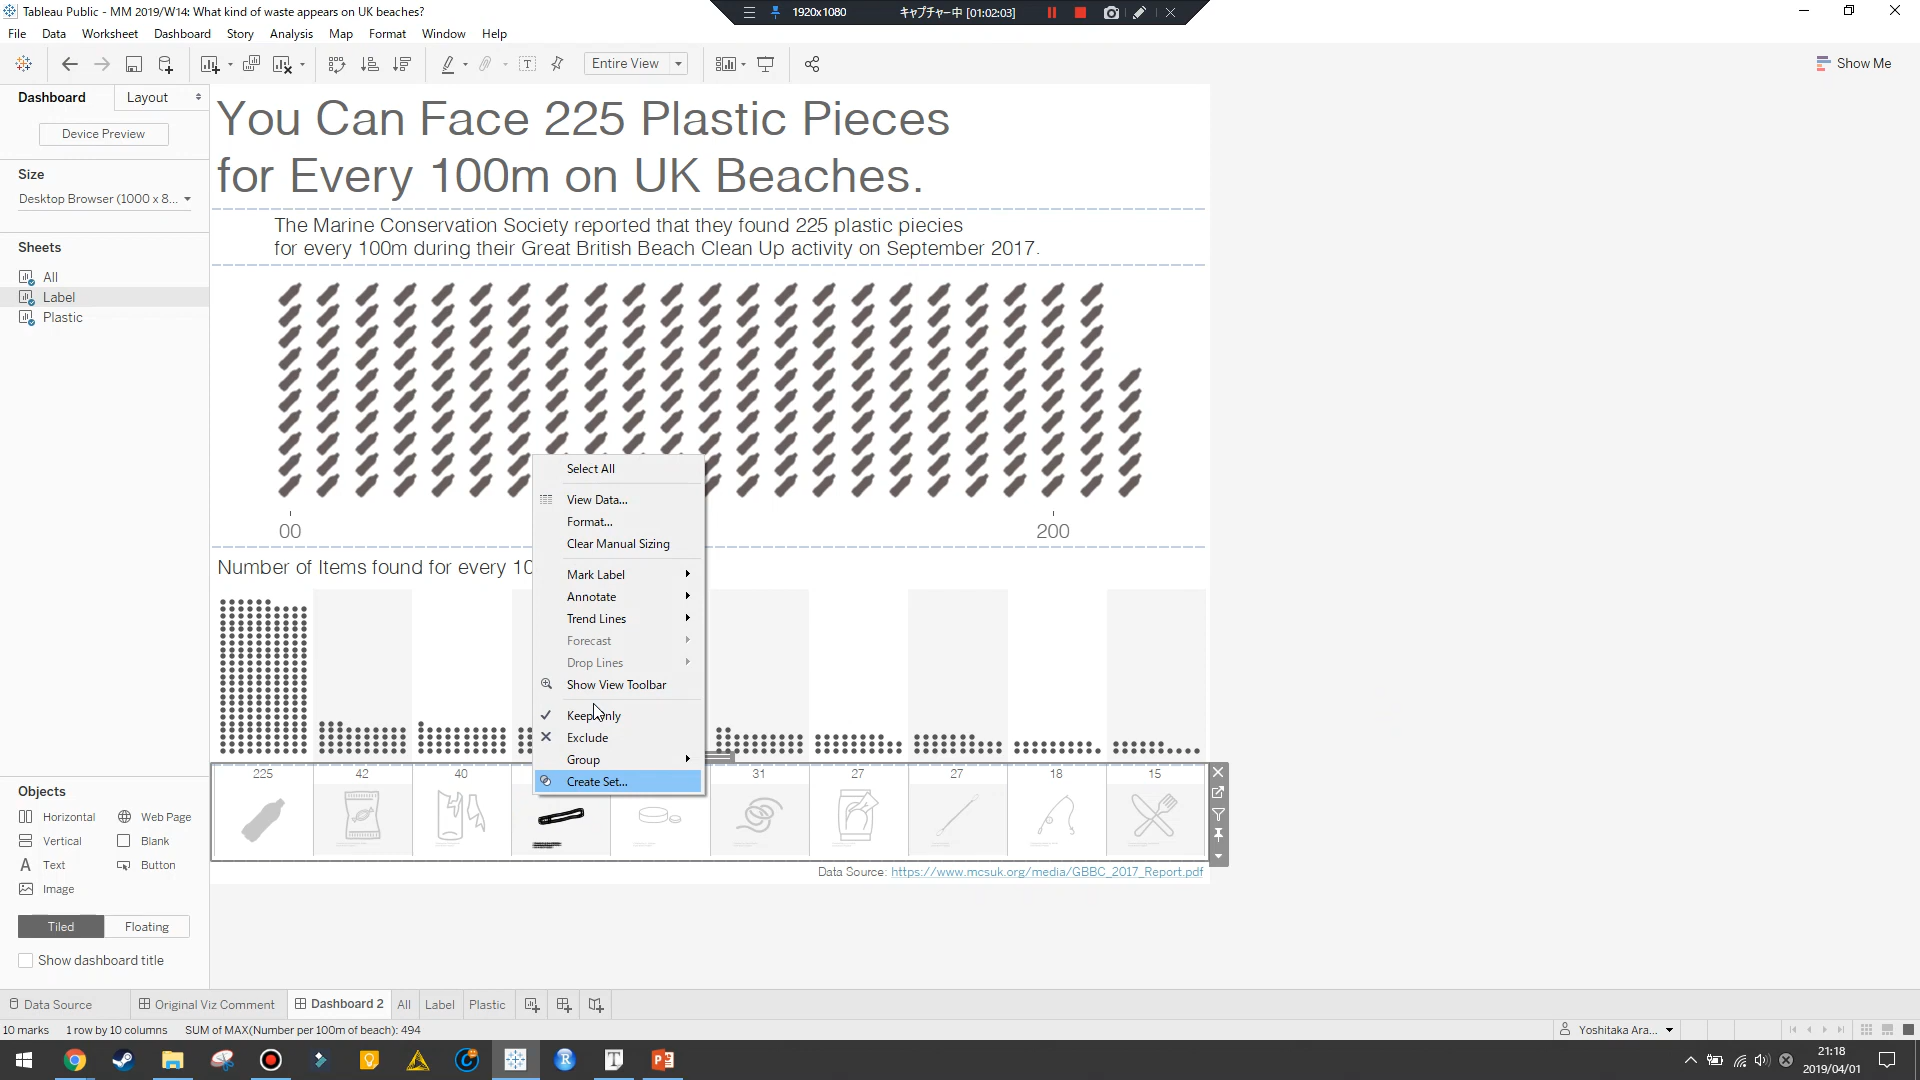 Tableau Public - MM 2019/W14: What kind of waste appears on UK beaches?
1920x1080
キャプチャー中 [01:02:03]
File Data Worksheet Dashboard Story Analysis Map Format Window Help
Entire View
Show Me
Dashboard
Layout
Device Preview
Size
Desktop Browser (1000 x 8...
Sheets
All
Label
Plastic
You Can Face 225 Plastic Pieces
for Every 100m on UK Beaches.
The Marine Conservation Society reported that they found 225 plastic piecies
for every 100m during their Great British Beach Clean Up activity on September 2017.
00
200
Number of Items found for every 10
Select All
View Data...
Format...
Clear Manual Sizing
Mark Label
Annotate
Trend Lines
Forecast
Drop Lines
Show View Toolbar
Keep Only
Exclude
Group
Create Set...
225 42 40 31 27 27 18 15
Data Source: https://www.mcsuk.org/media/GBBC_2017_Report.pdf
Objects
Horizontal Web Page
Vertical Blank
Text Button
Image
Tiled Floating
Show dashboard title
Data Source Original Viz Comment Dashboard 2 All Label Plastic
10 marks 1 row by 10 columns SUM of MAX(Number per 100m of beach): 494
Yoshitaka Ara...
21:18
2019/04/01